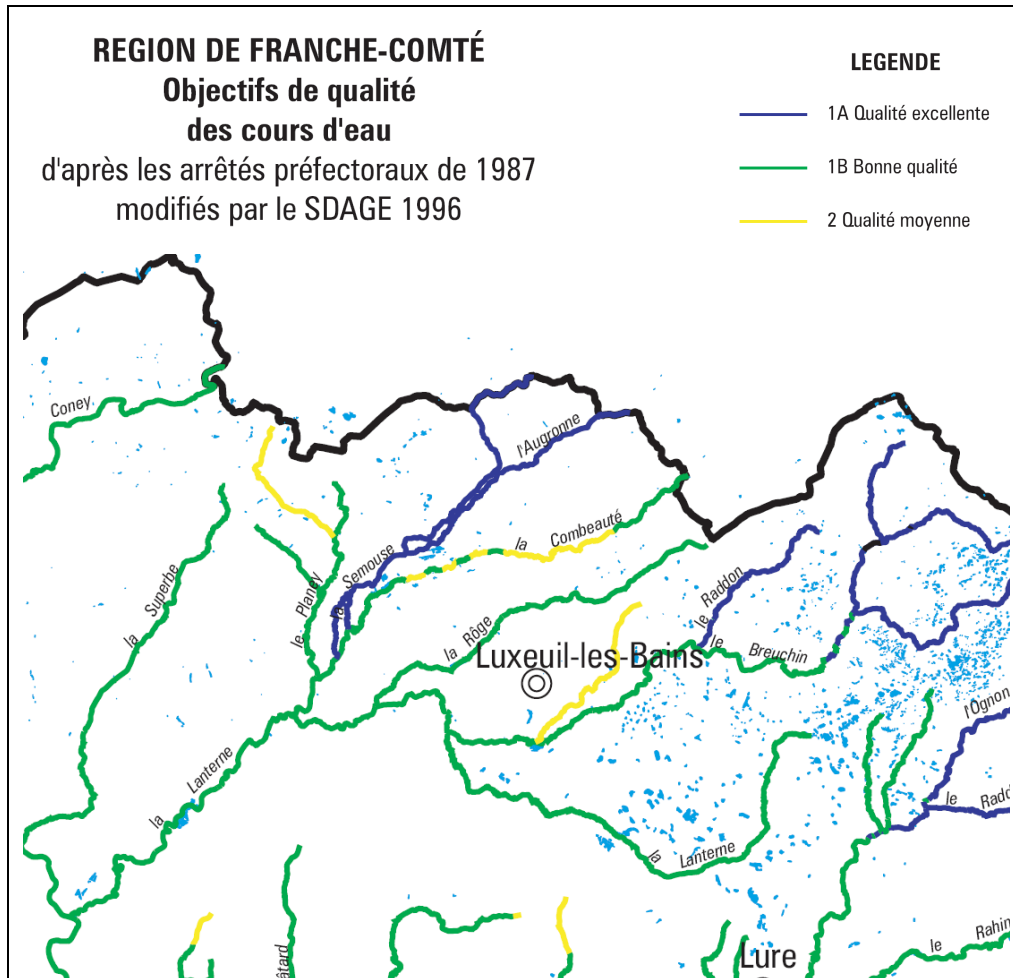 REGION DE FRANCHE-COMTÉ
Objectifs de qualité
des cours d'eau
d'après les arrêtés préfectoraux de 1987
modifiés par le SDAGE 1996
LEGENDE
1A Qualité excellente
1B Bonne qualité
2 Qualité moyenne
Coney
l'Augronne
la Combeauté
la Semouse
le Planey
la Superbe
le Raddon
la Rôge
Luxeuil-les-Bains
le Breuchin
l'Ognon
la Lanterne
le Radd
la Lanterne
le Rahin
âtard
Lure